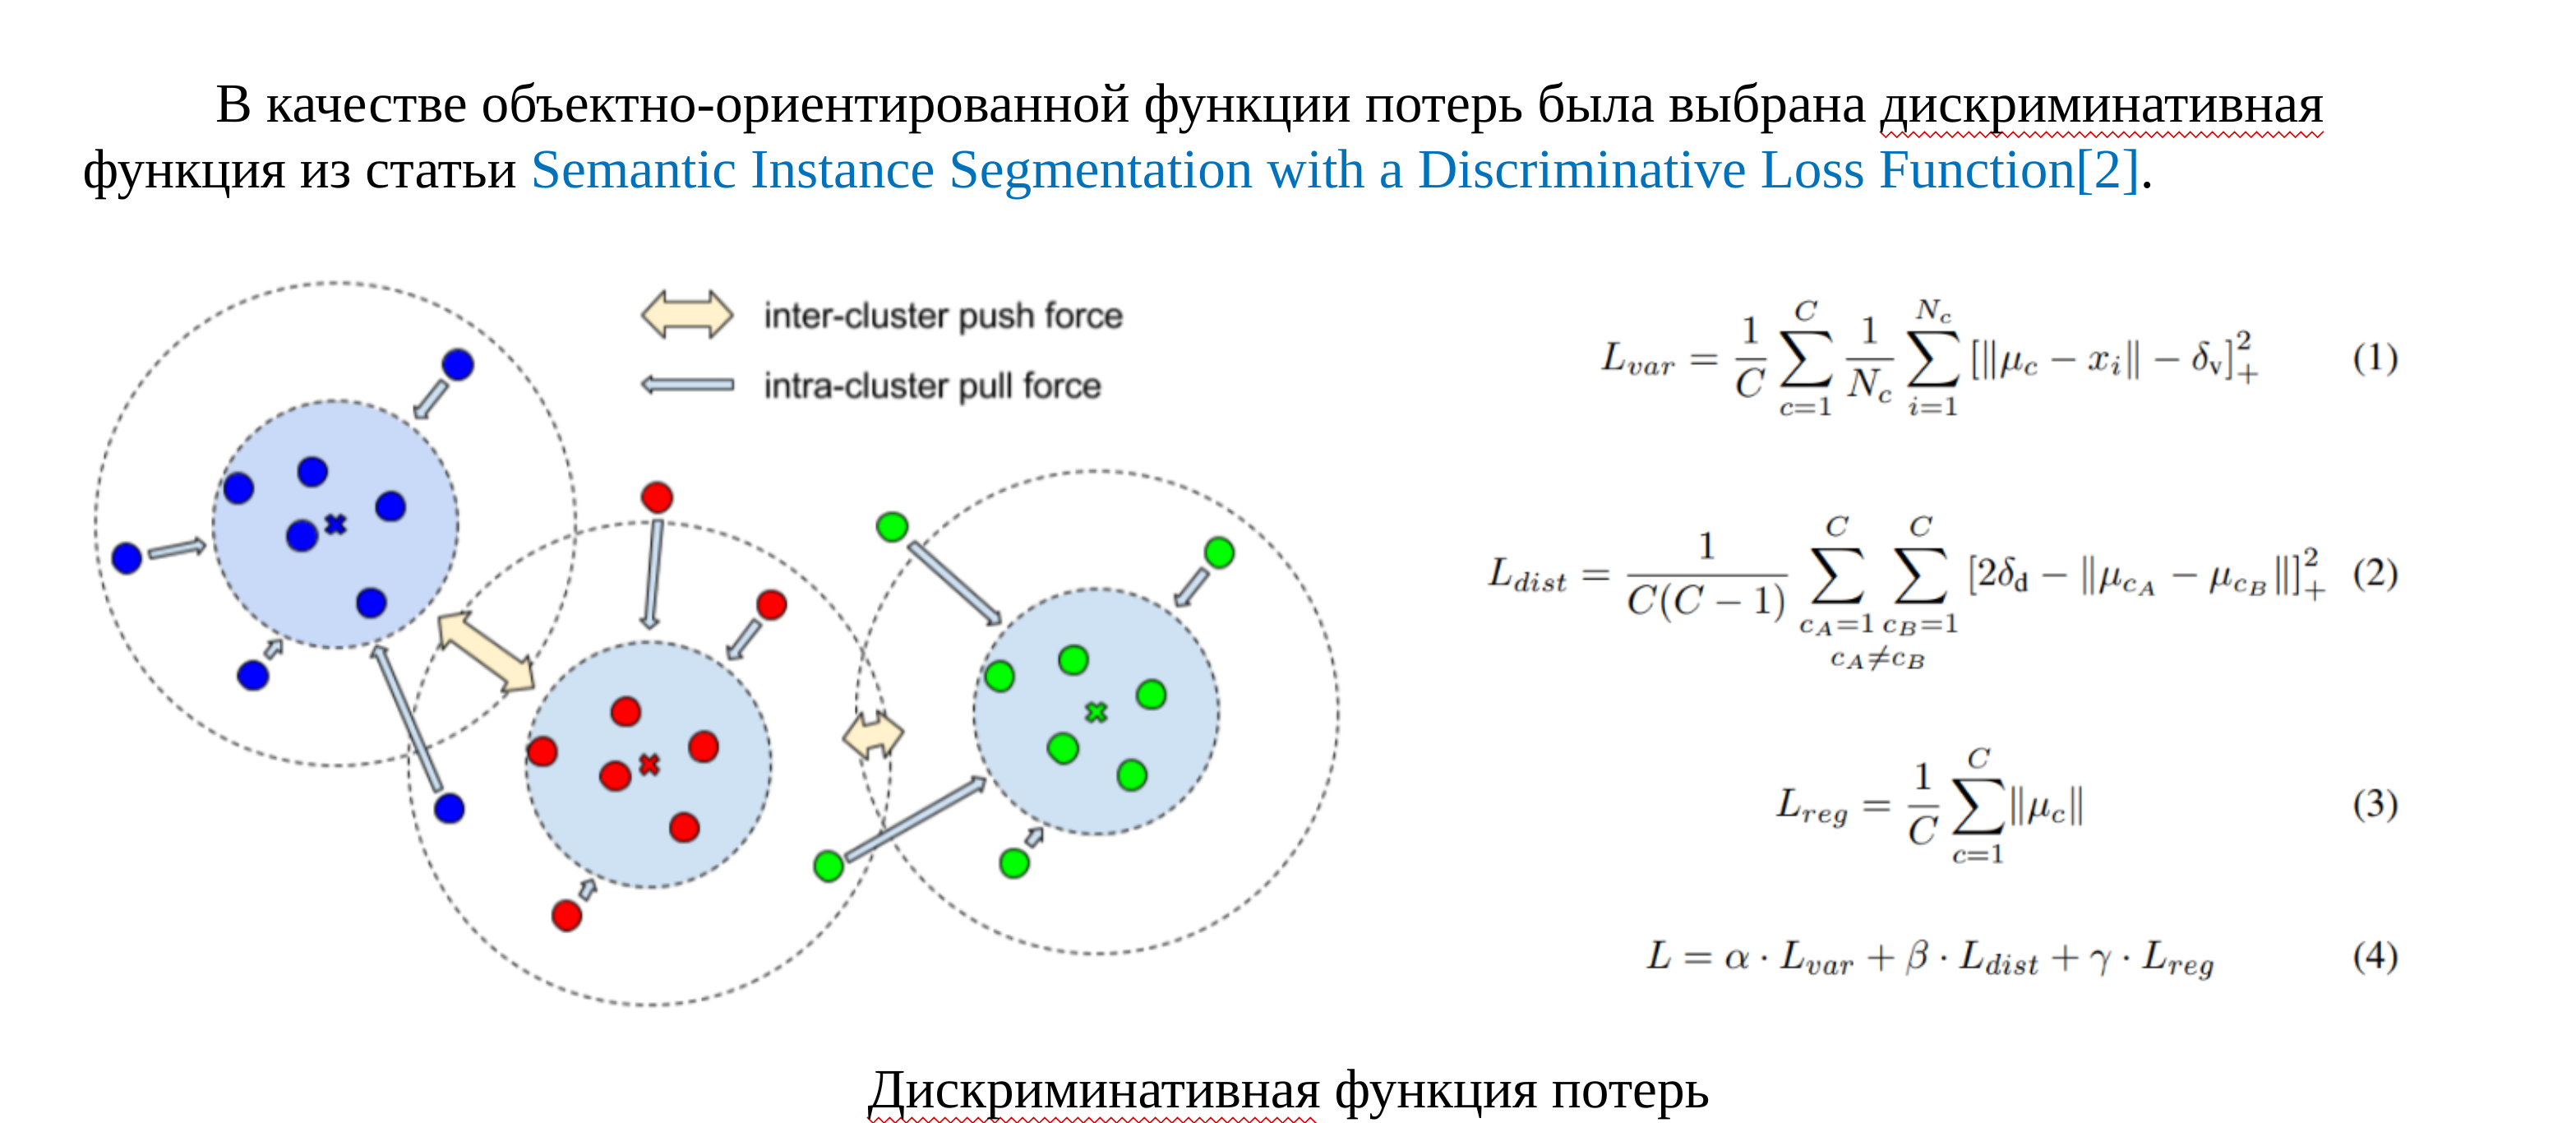 В качестве объектно-ориентированной функции потерь была выбрана дискриминативная
функция из статьи Semantic Instance Segmentation with a Discriminative Loss Function[2].
inter-cluster push force
intra-cluster pull force
L_{var} = \frac{1}{C} \sum_{c=1}^{C} \frac{1}{N_c} \sum_{i=1}^{N_c} [\|\mu_c - x_i\| - \delta_v]_+^2 (1)
L_{dist} = \frac{1}{C(C-1)} \sum_{c_A=1}^{C} \sum_{\substack{c_B=1 \\ c_A \neq c_B}}^{C} [2\delta_d - \|\mu_{c_A} - \mu_{c_B}\|]_+^2 (2)
L_{reg} = \frac{1}{C} \sum_{c=1}^{C} \|\mu_c\| (3)
L = \alpha \cdot L_{var} + \beta \cdot L_{dist} + \gamma \cdot L_{reg} (4)
Дискриминативная функция потерь